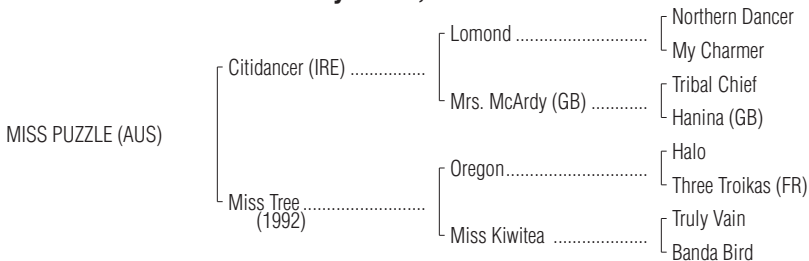 Northern Dancer
Lomond ............................
My Charmer
Citidancer (IRE) ................
Tribal Chief
Mrs. McArdy (GB) ............
Hanina (GB)
MISS PUZZLE (AUS)
Halo
Oregon..............................
Three Troikas (FR)
Miss Tree..........................
(1992)
Truly Vain
Miss Kiwitea ....................
Banda Bird